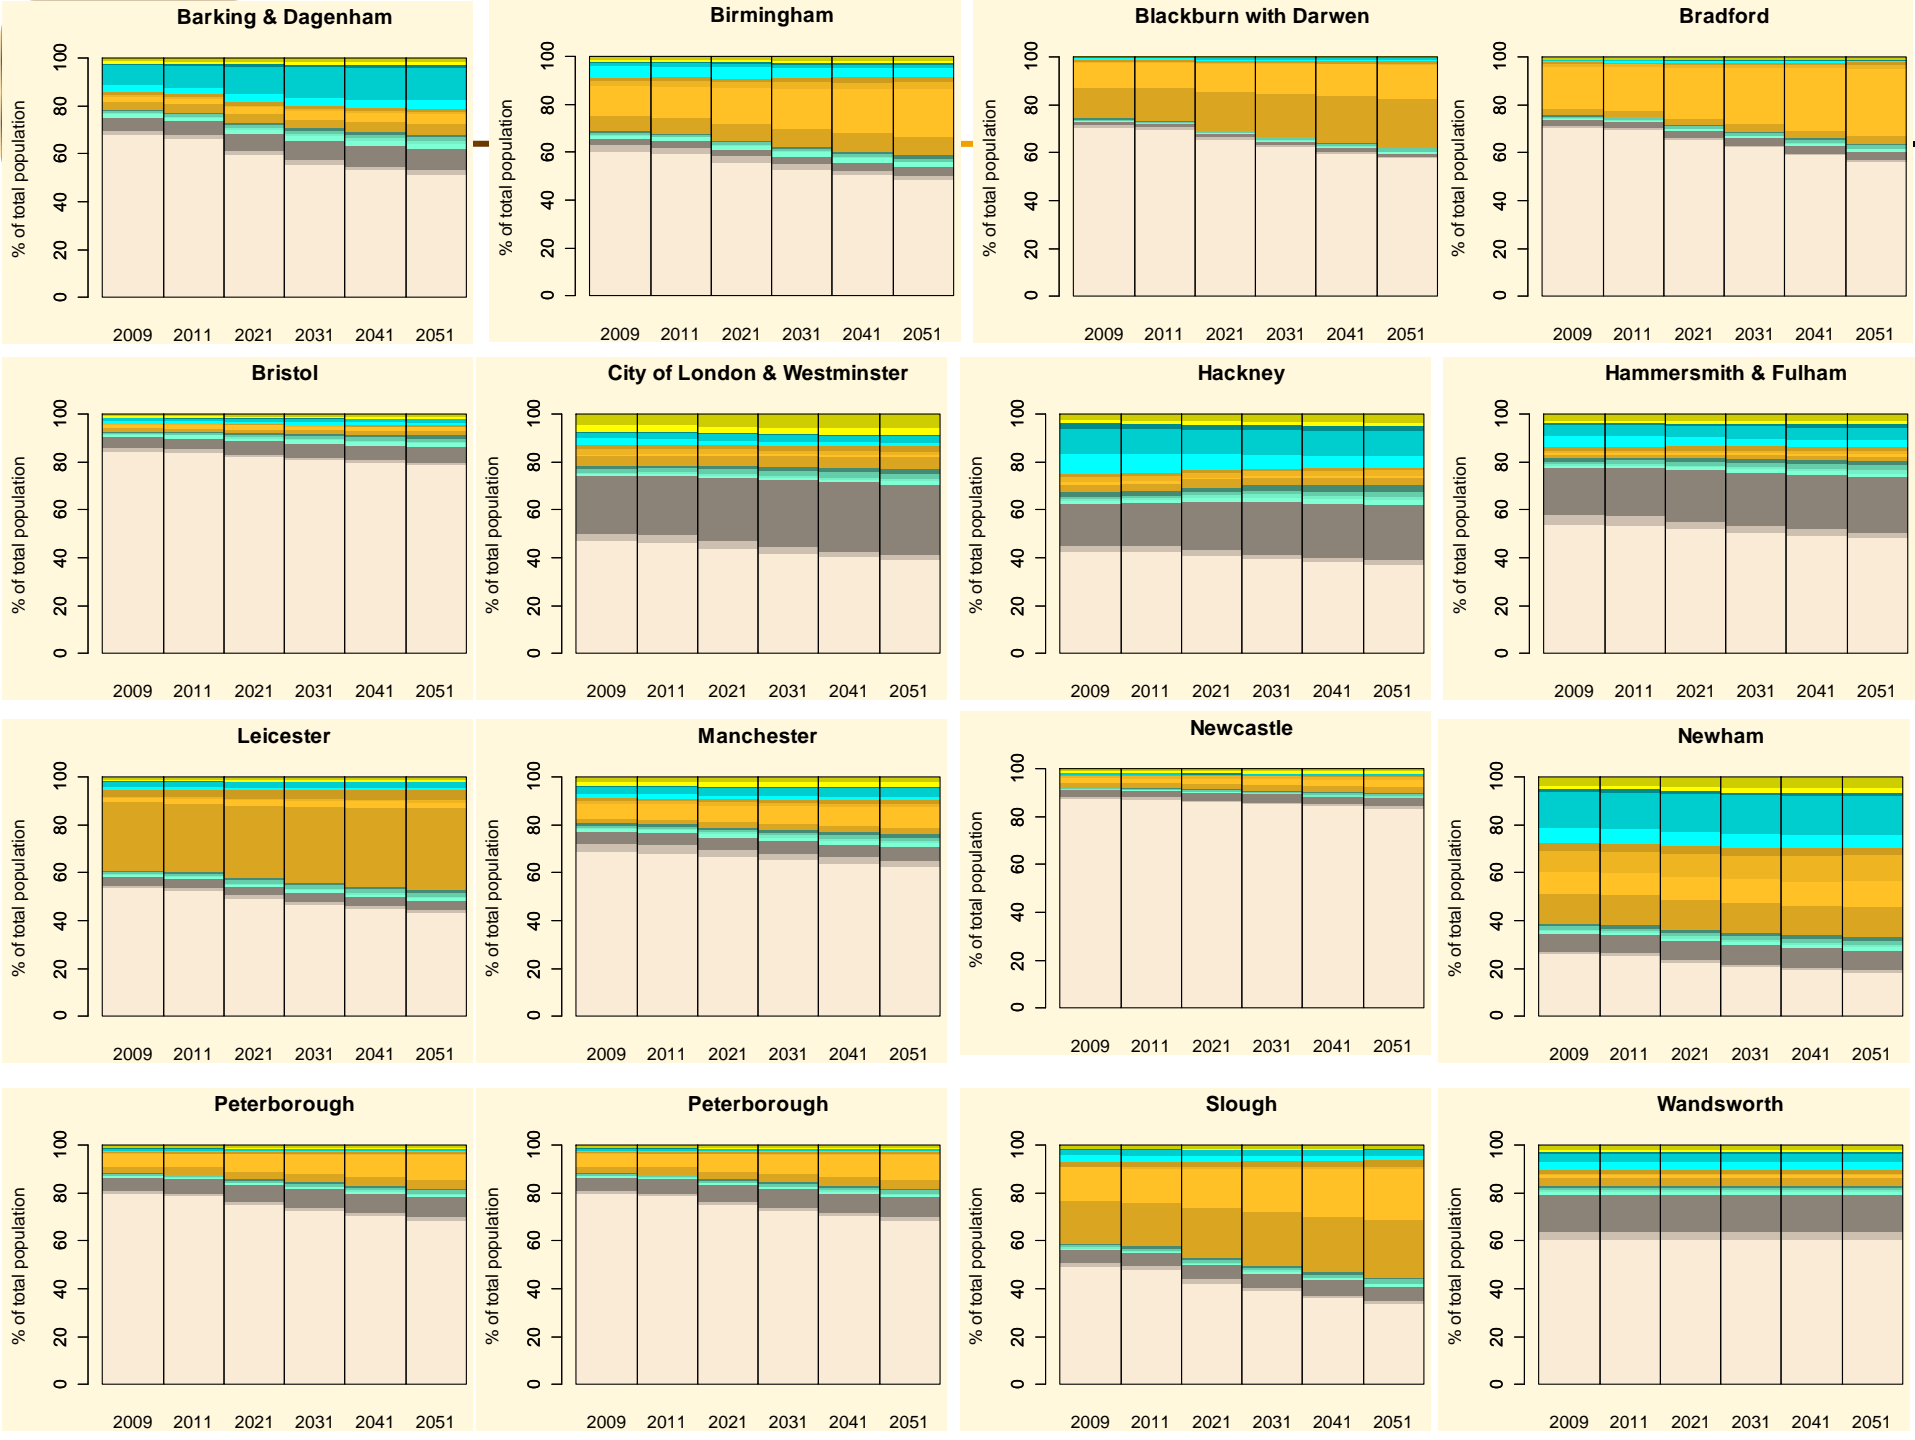 Barking & Dagenham
% of total population
0 20 40 60 80 100
2009 2011 2021 2031 2041 2051
Birmingham
% of total population
0 20 40 60 80 100
2009 2011 2021 2031 2041 2051
Blackburn with Darwen
% of total population
0 20 40 60 80 100
2009 2011 2021 2031 2041 2051
Bradford
% of total population
0 20 40 60 80 100
2009 2011 2021 2031 2041 2051
Bristol
% of total population
0 20 40 60 80 100
2009 2011 2021 2031 2041 2051
City of London & Westminster
% of total population
0 20 40 60 80 100
2009 2011 2021 2031 2041 2051
Hackney
% of total population
0 20 40 60 80 100
2009 2011 2021 2031 2041 2051
Hammersmith & Fulham
% of total population
0 20 40 60 80 100
2009 2011 2021 2031 2041 2051
Leicester
% of total population
0 20 40 60 80 100
2009 2011 2021 2031 2041 2051
Manchester
% of total population
0 20 40 60 80 100
2009 2011 2021 2031 2041 2051
Newcastle
% of total population
0 20 40 60 80 100
2009 2011 2021 2031 2041 2051
Newham
% of total population
0 20 40 60 80 100
2009 2011 2021 2031 2041 2051
Peterborough
% of total population
0 20 40 60 80 100
2009 2011 2021 2031 2041 2051
Peterborough
% of total population
0 20 40 60 80 100
2009 2011 2021 2031 2041 2051
Slough
% of total population
0 20 40 60 80 100
2009 2011 2021 2031 2041 2051
Wandsworth
% of total population
0 20 40 60 80 100
2009 2011 2021 2031 2041 2051